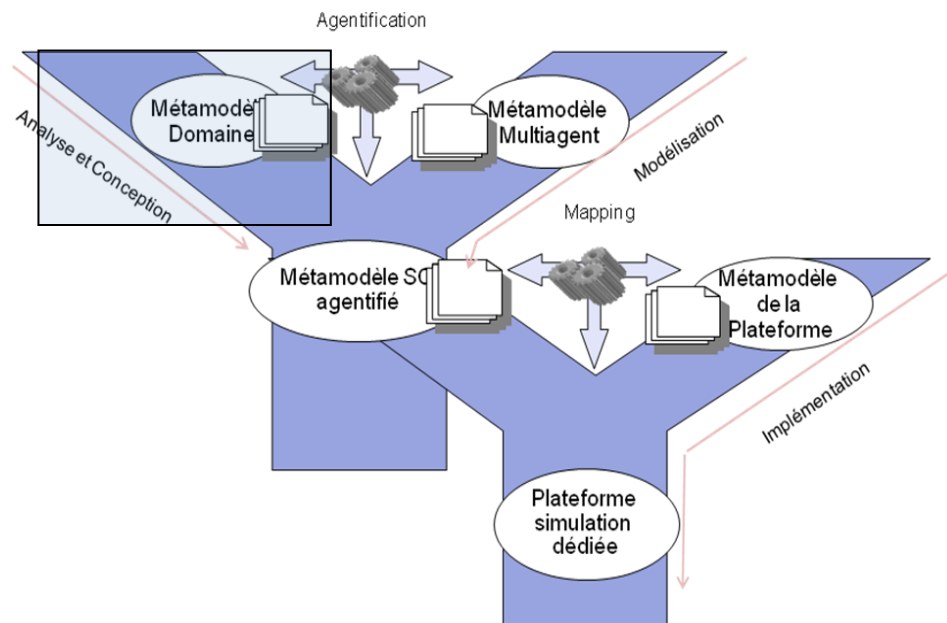 Agentification
Métamodèl
Domaine
Métamodèle
Multiagent
Analyse et Conception
Modélisation
Mapping
Métamodèle SC
agentifié
Métamodèle
de la
Plateforme
Implémentation
Plateforme
simulation
dédiée